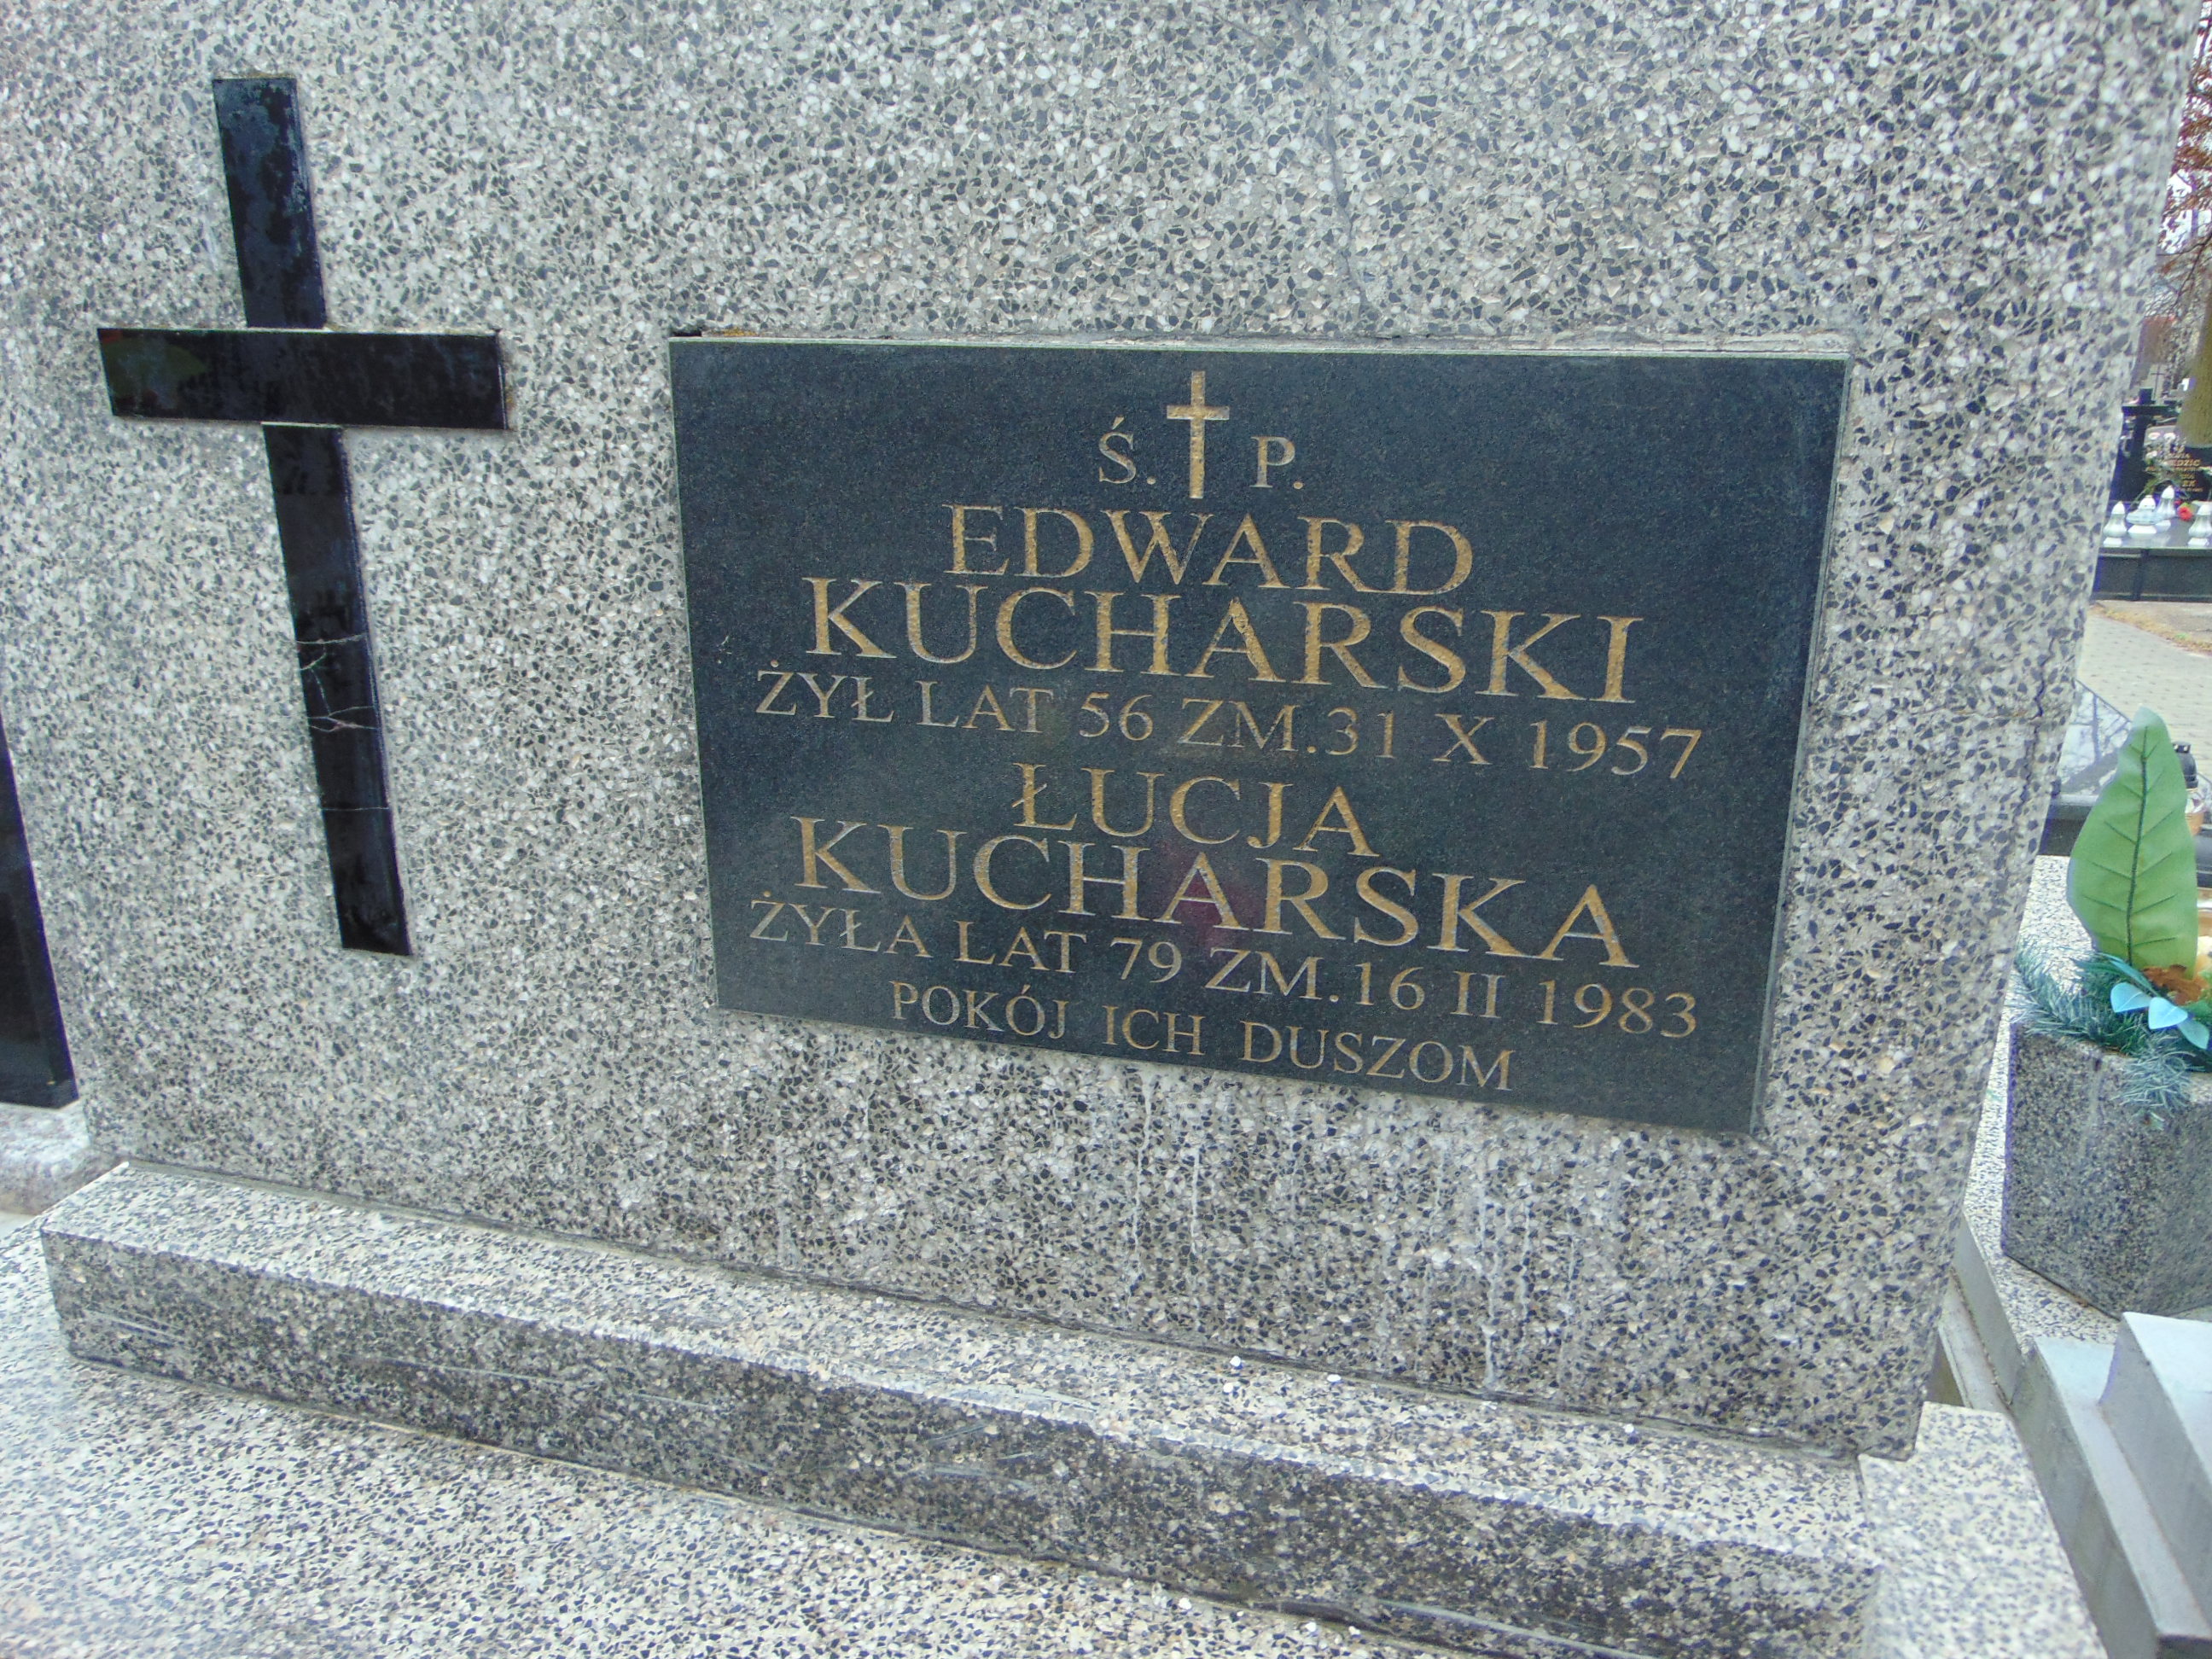 Ś. P.
EDWARD
KUCHARSKI
ŻYŁ LAT 56 ZM. 31 X 1957
ŁUCJA
KUCHARSKA
ŻYŁA LAT 79 ZM. 16 II 1983
POKÓJ ICH DUSZOM